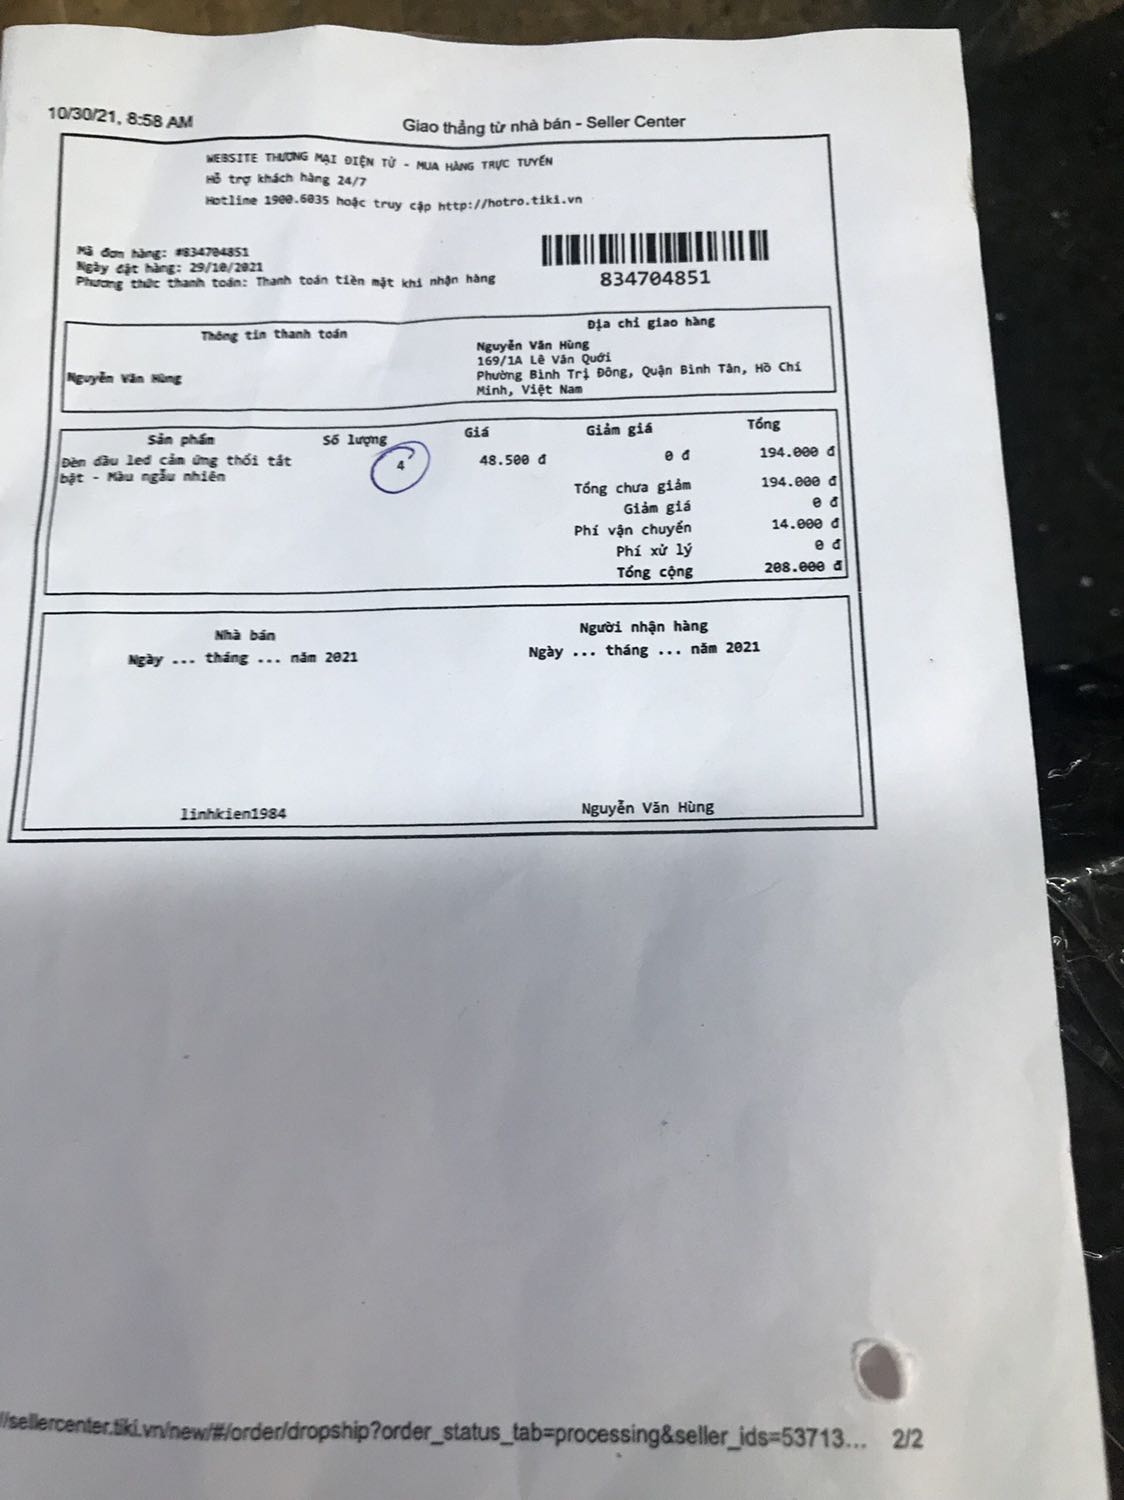 10/30/21, 8:58 AM
Giao thẳng từ nhà bán - Seller Center
WEBSITE THƯƠNG MẠI ĐIỆN TỬ - MUA HÀNG TRỰC TUYẾN
Hỗ trợ khách hàng 24/7
Hotline 1900.6035 hoặc truy cập http://hotro.tiki.vn
Mã đơn hàng: #834704851
Ngày đặt hàng: 29/10/2021
Phương thức thanh toán: Thanh toán tiền mặt khi nhận hàng
834704851
Thông tin thanh toán
Nguyễn Văn Hùng
Địa chỉ giao hàng
Nguyễn Văn Hùng
169/1A Lê Văn Quới
Phường Bình Trị Đông, Quận Bình Tân, Hồ Chí
Minh, Việt Nam
Sản phẩm Số lượng Giá Giảm giá Tổng
Đèn dầu led cảm ứng thổi tắt 4 48.500 đ 0 đ 194.000 đ
bật - Màu ngẫu nhiên
Tổng chưa giảm 194.000 đ
Giảm giá 0 đ
Phí vận chuyển 14.000 đ
Phí xử lý 0 đ
Tổng cộng 208.000 đ
Nhà bán
Ngày ... tháng ... năm 2021
linhkien1984
Người nhận hàng
Ngày ... tháng ... năm 2021
Nguyễn Văn Hùng
//sellercenter.tiki.vn/new/#/order/dropship?order_status_tab=processing&seller_ids=53713... 2/2